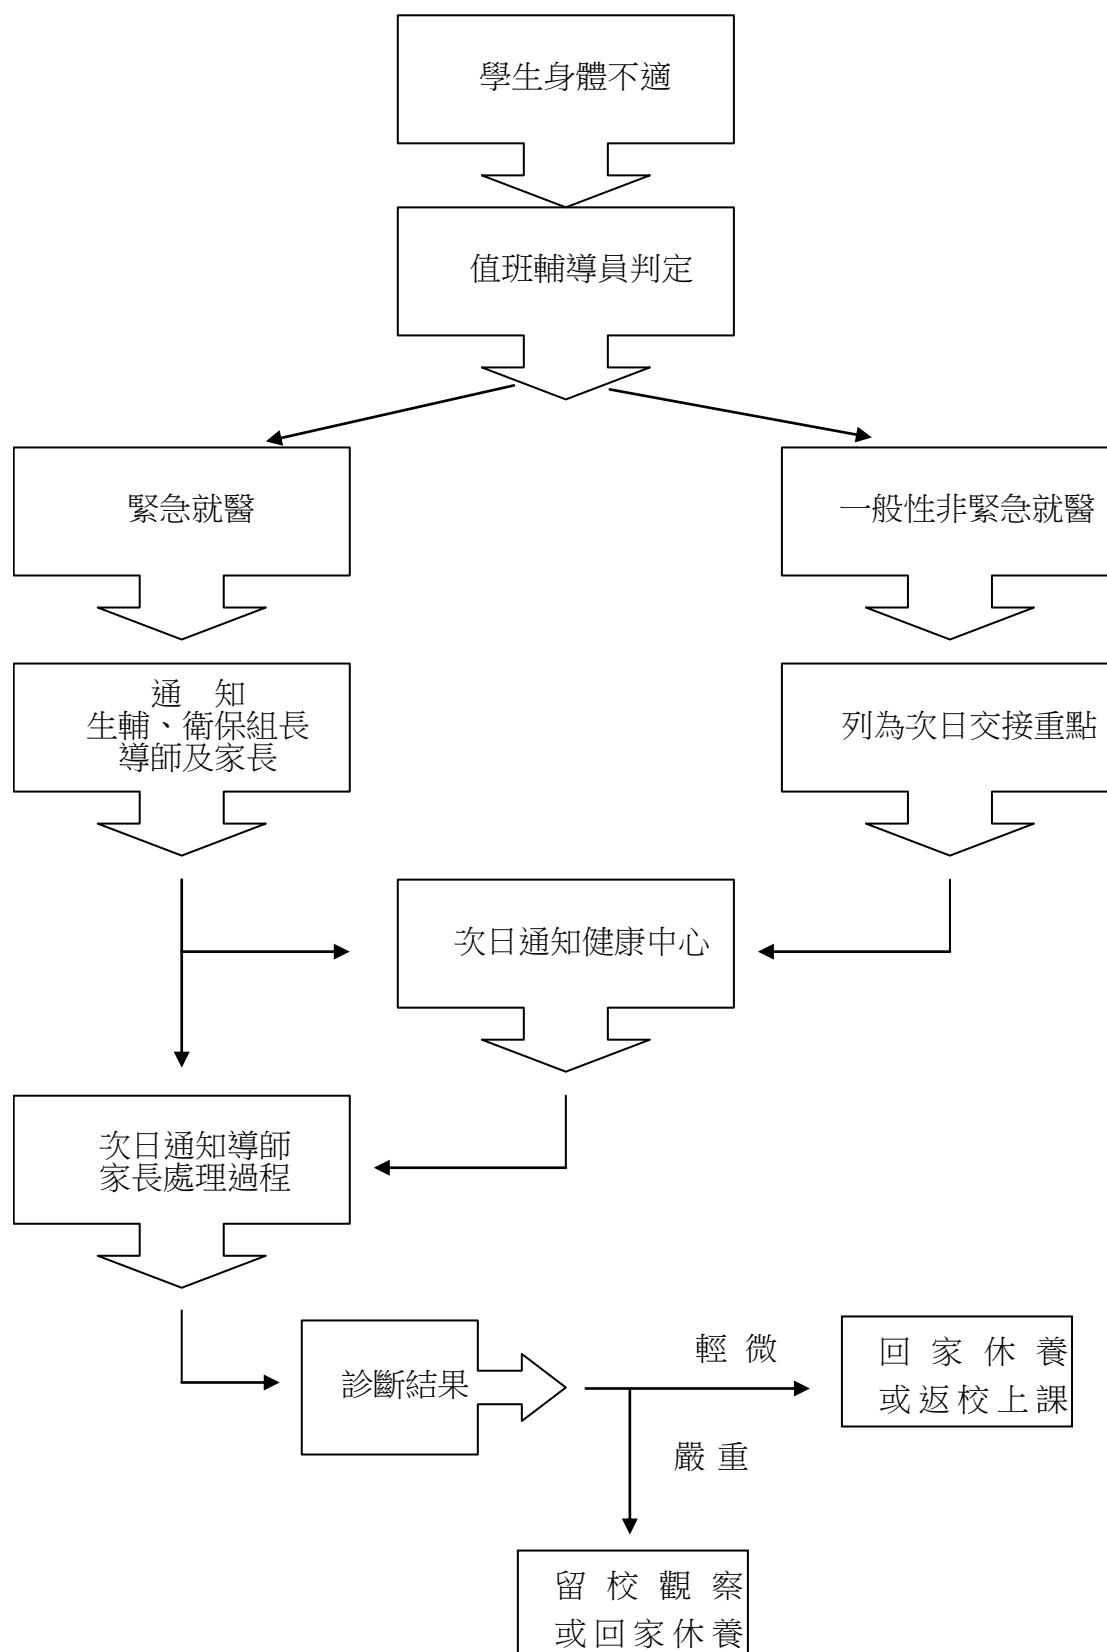 學生身體不適
值班輔導員判定
緊急就醫
一般性非緊急就醫
通 知
生輔、衛保組長
導師及家長
列為次日交接重點
次日通知健康中心
次日通知導師
家長處理過程
診斷結果
輕 微
回家休養
或返校上課
嚴 重
留校觀察
或回家休養